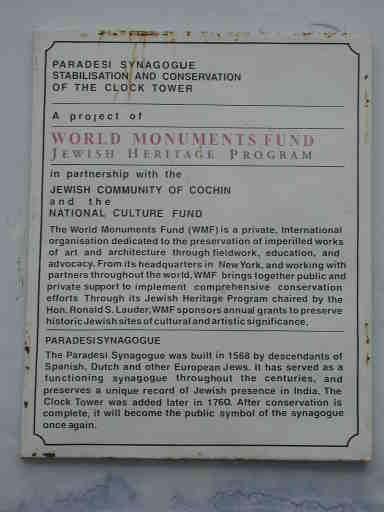 PARADESI SYNAGOGUE
STABILISATION AND CONSERVATION
OF THE CLOCK TOWER
A project of
WORLD MONUMENTS FUND
JEWISH HERITAGE PROGRAM
in partnership with the
JEWISH COMMUNITY OF COCHIN
and the
NATIONAL CULTURE FUND
The World Monuments Fund (WMF) is a private, International
organisation dedicated to the preservation of imperilled works
of art and architecture through fieldwork, education, and
advocacy. From its headquarters in New York, and working with
partners throughout the world, WMF brings together public and
private support to implement comprehensive conservation
efforts Through its Jewish Heritage Program chaired by the
Hon. Ronald S. Lauder, WMF sponsors annual grants to preserve
historic Jewish sites of cultural and artistic significance.
PARADESI SYNAGOGUE
The Paradesi Synagogue was built in 1568 by descendants of
Spanish, Dutch and other European Jews. It has served as a
functioning synagogue throughout the centuries, and
preserves a unique record of Jewish presence in India. The
Clock Tower was added later in 1760. After conservation is
complete, it will become the public symbol of the synagogue
once again.